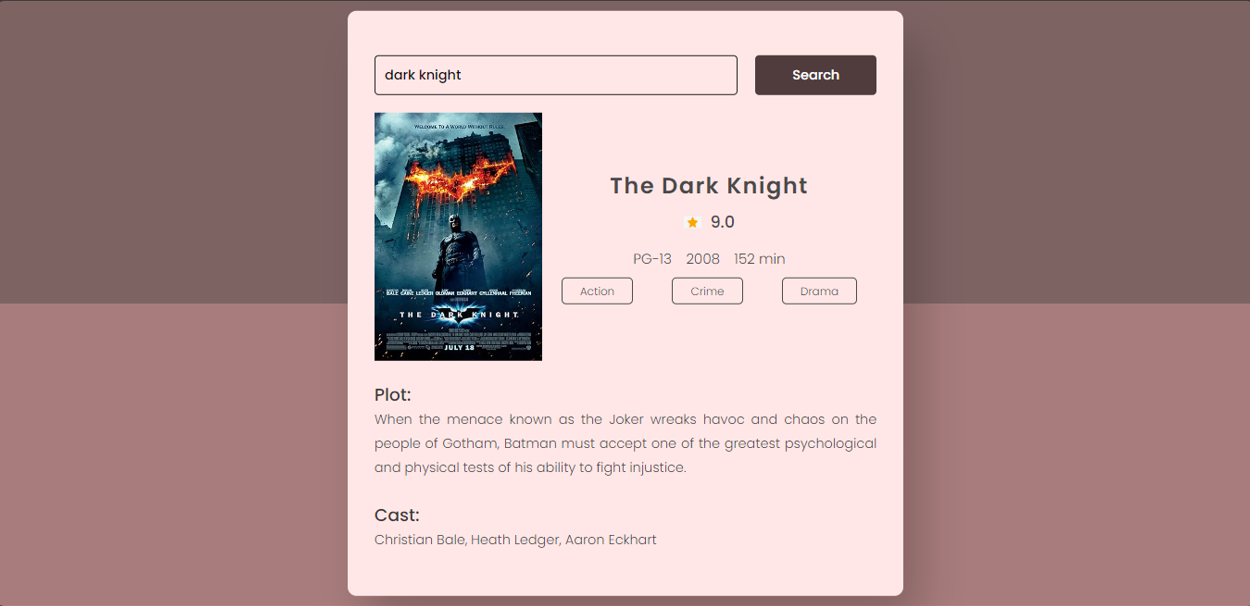 dark knight
Search
WELCOME TO A WORLD WITHOUT RULES.
BALE CAINE LEDGER OLDMAN ECKHART GYLLENHAAL FREEMAN
THE DARK KNIGHT
JULY 18
The Dark Knight
9.0
PG-13 2008 152 min
Action Crime Drama
Plot:
When the menace known as the Joker wreaks havoc and chaos on the
people of Gotham, Batman must accept one of the greatest psychological
and physical tests of his ability to fight injustice.
Cast:
Christian Bale, Heath Ledger, Aaron Eckhart